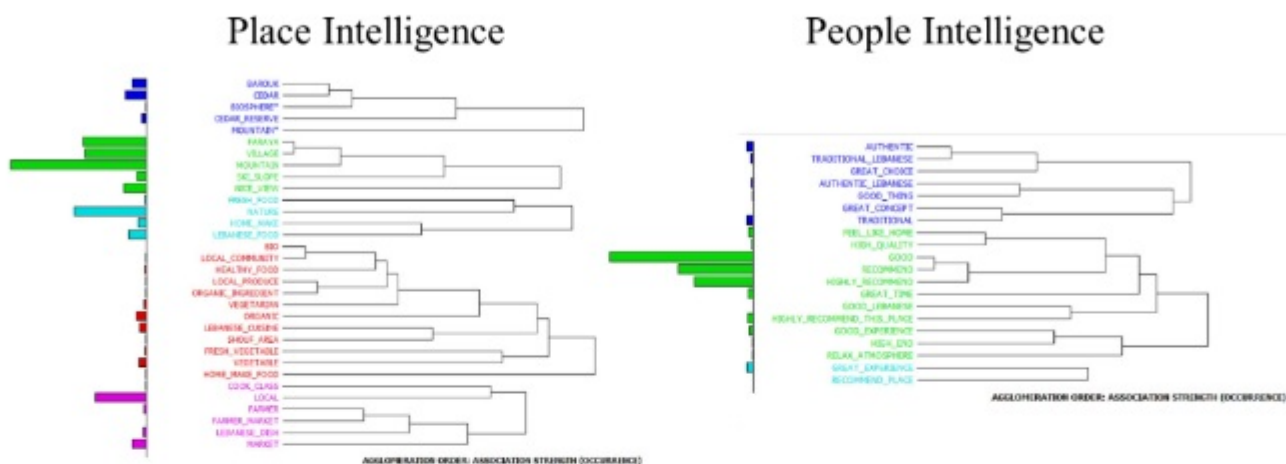 Place Intelligence
BAROUK
CEDAR
BIOSPHERE*
CEDAR_RESERVE
MOUNTAIN*
VILLAGE
MOUNTAIN
SKI_SLOPE
NICE_VIEW
FRESH_FOOD
NATURE
HOME_MAKE
LEBANESE_FOOD
BIO
LOCAL_COMMUNITY
HEALTHY_FOOD
LOCAL_PRODUCE
ORGANIC_INGREDIENT
VEGETARIAN
ORGANIC
LEBANESE_CUISINE
SHOUF_AREA
FRESH_VEGETABLE
VEGETABLE
HOME_MAKE_FOOD
COOK_CLASS
LOCAL
FARMER
FARMER_MARKET
LEBANESE_DISH
MARKET
AGGLOMERATION ORDER: ASSOCIATION STRENGTH (OCCURRENCE)
People Intelligence
AUTHENTIC
TRADITIONAL_LEBANESE
GREAT_CHOICE
AUTHENTIC_LEBANESE
GOOD_THING
GREAT_CONCEPT
TRADITIONAL
FEEL_LIKE_HOME
HIGH_QUALITY
GOOD
RECOMMEND
HIGHLY_RECOMMEND
GREAT_TIME
GOOD_LEBANESE
HIGHLY_RECOMMEND_THIS_PLACE
GOOD_EXPERIENCE
HIGH_END
RELAX_ATMOSPHERE
GREAT_EXPERIENCE
RECOMMEND_PLACE
AGGLOMERATION ORDER: ASSOCIATION STRENGTH (OCCURRENCE)